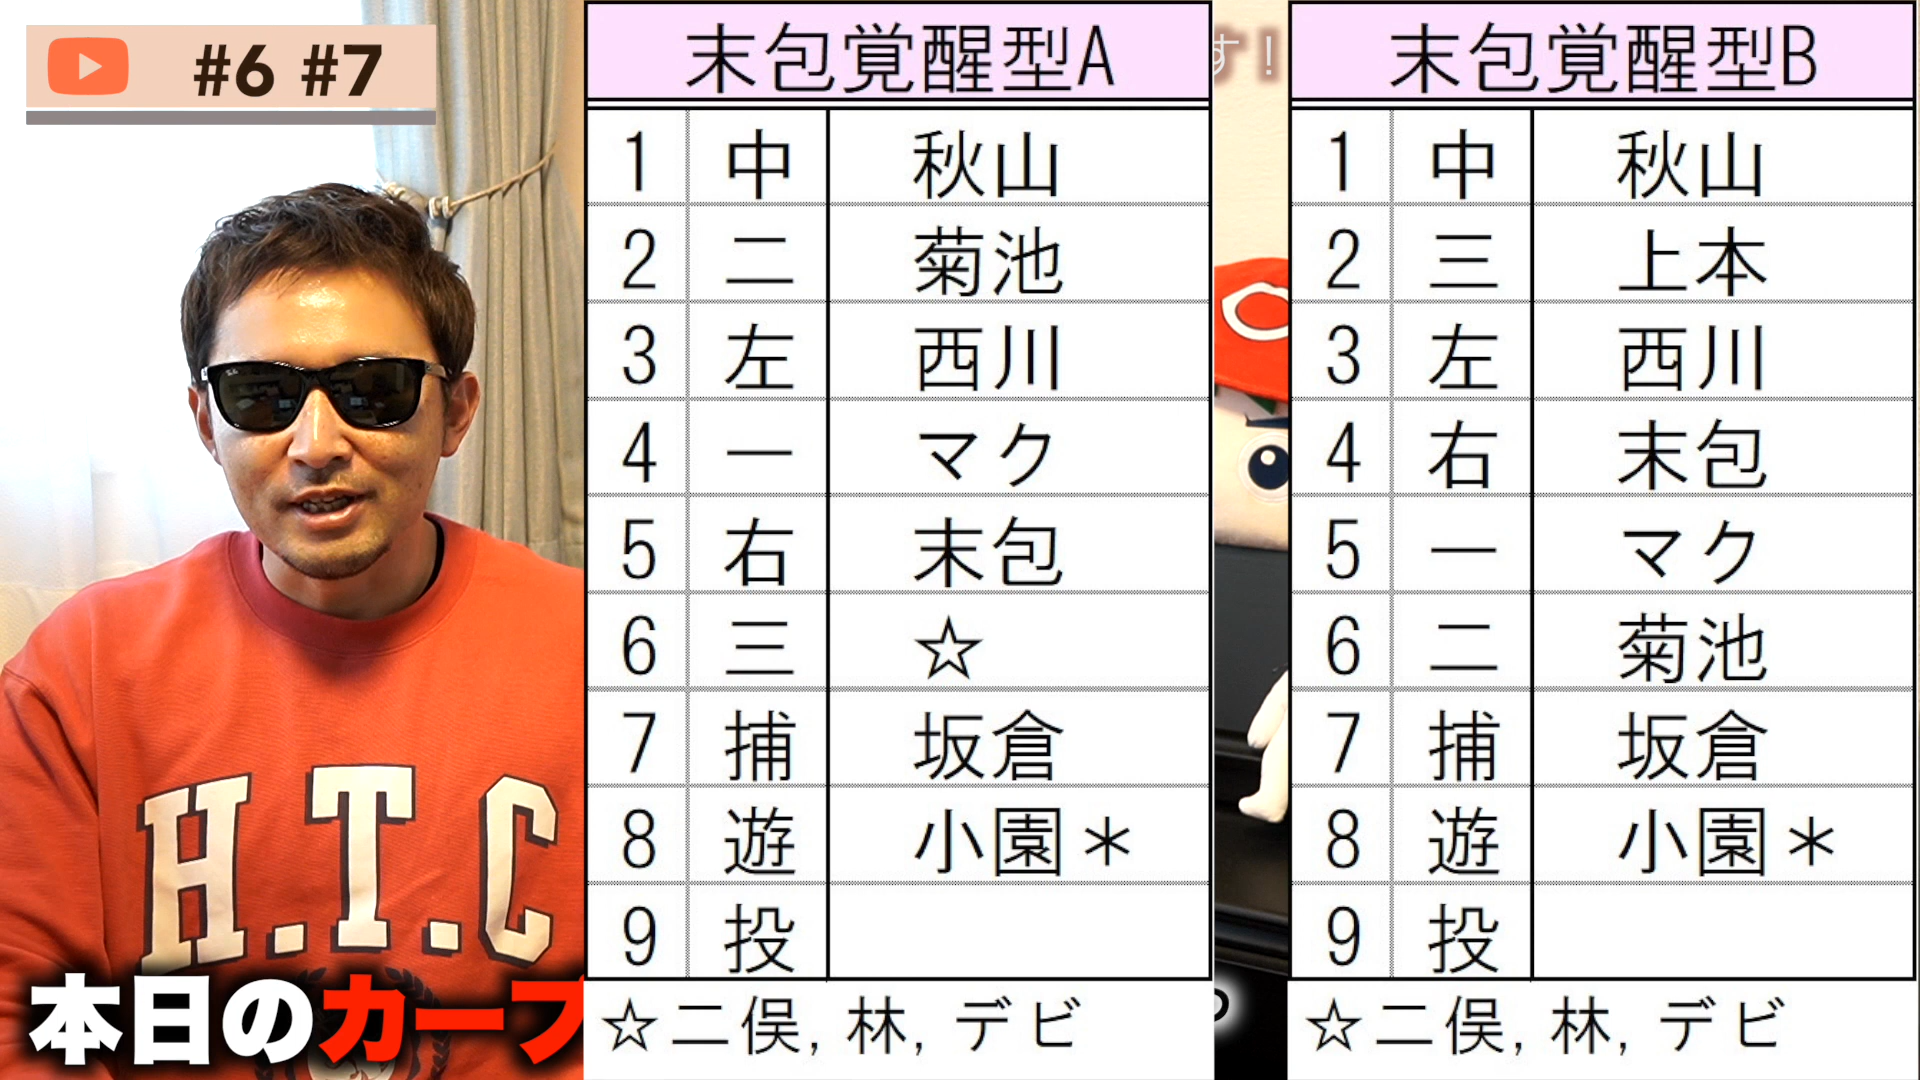 #6 #7
末包覚醒型A
1 中 秋山
2 二 菊池
3 左 西川
4 一 マク
5 右 末包
6 三 ☆
7 捕 坂倉
8 遊 小園＊
9 投
☆二俣, 林, デビ
す！
末包覚醒型B
1 中 秋山
2 三 上本
3 左 西川
4 右 末包
5 一 マク
6 二 菊池
7 捕 坂倉
8 遊 小園＊
9 投
☆二俣, 林, デビ
H.T.C
本日のカープ